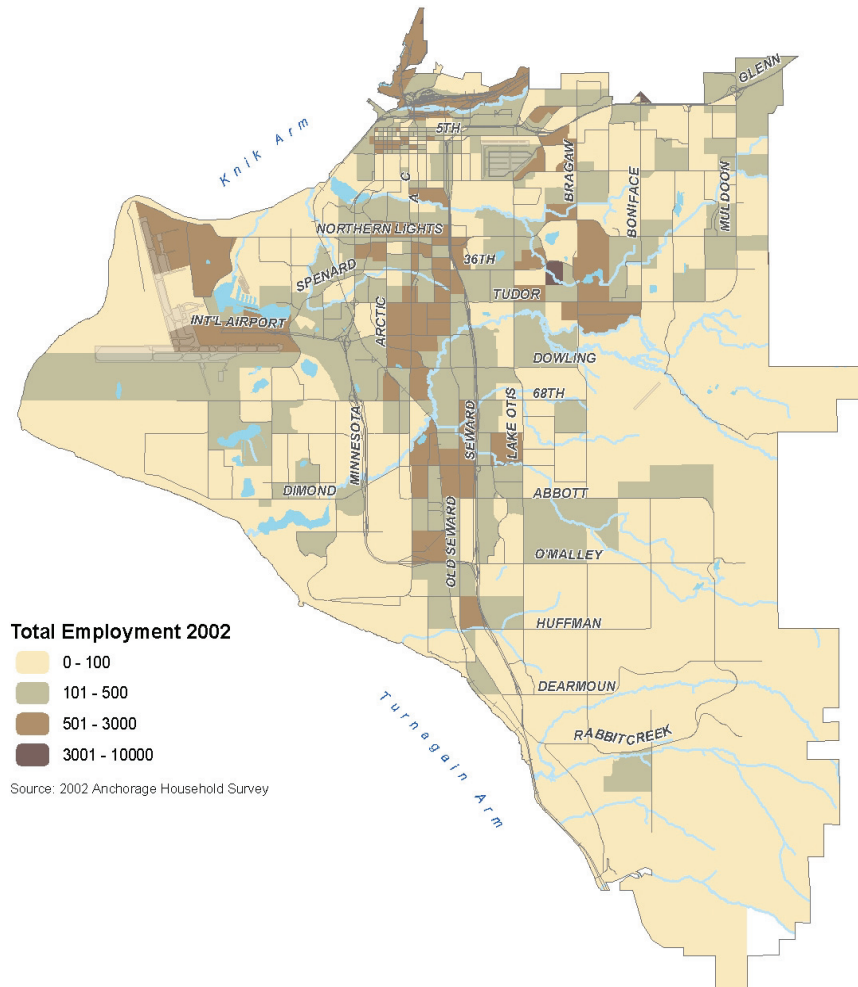 GLENN
Knik Arm
5TH
BRAGAW
BONIFACE
MULDOON
C
A
NORTHERN LIGHTS
36TH
SPENARD
TUDOR
INT'L AIRPORT
ARCTIC
DOWLING
68TH
MINNESOTA
SEWARD
LAKE OTIS
DIMOND
ABBOTT
OLD SEWARD
O'MALLEY
HUFFMAN
Total Employment 2002
0 - 100
101 - 500
501 - 3000
3001 - 10000
Source: 2002 Anchorage Household Survey
DEARMOUN
RABBITCREEK
Turnagain Arm